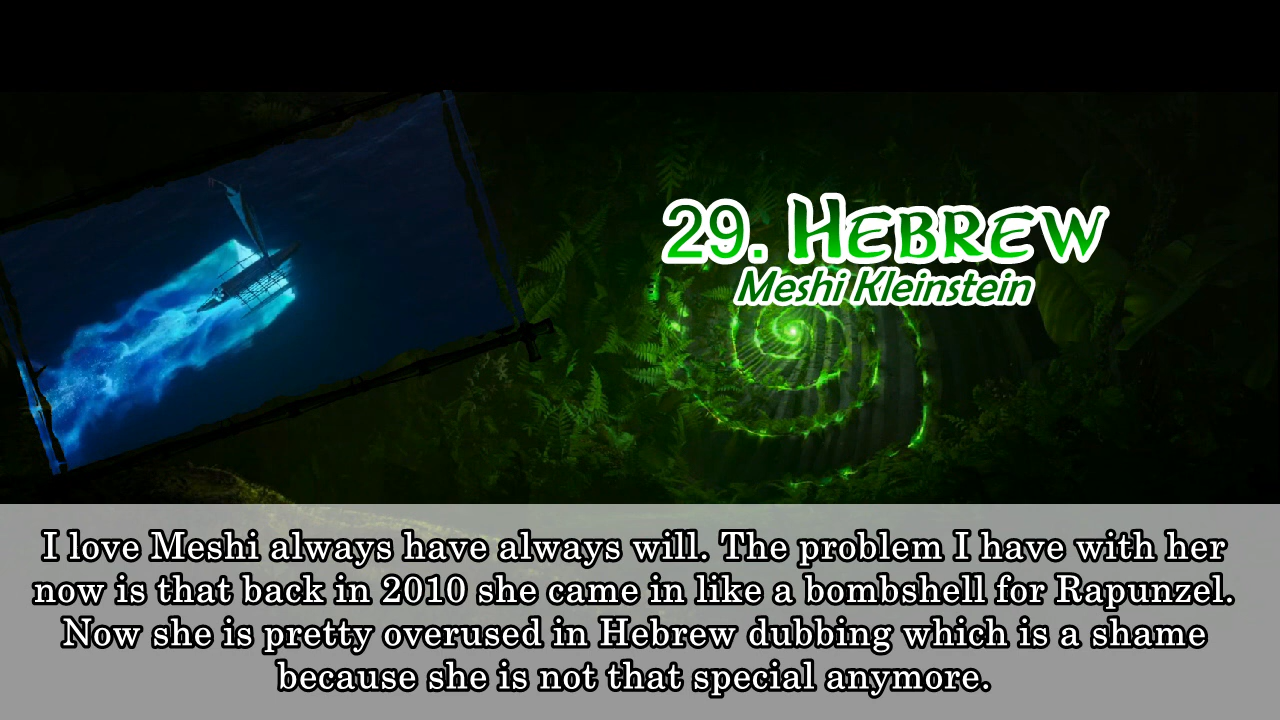 29. HEBREW
Meshi Kleinstein
I love Meshi always have always will. The problem I have with her
now is that back in 2010 she came in like a bombshell for Rapunzel.
Now she is pretty overused in Hebrew dubbing which is a shame
because she is not that special anymore.